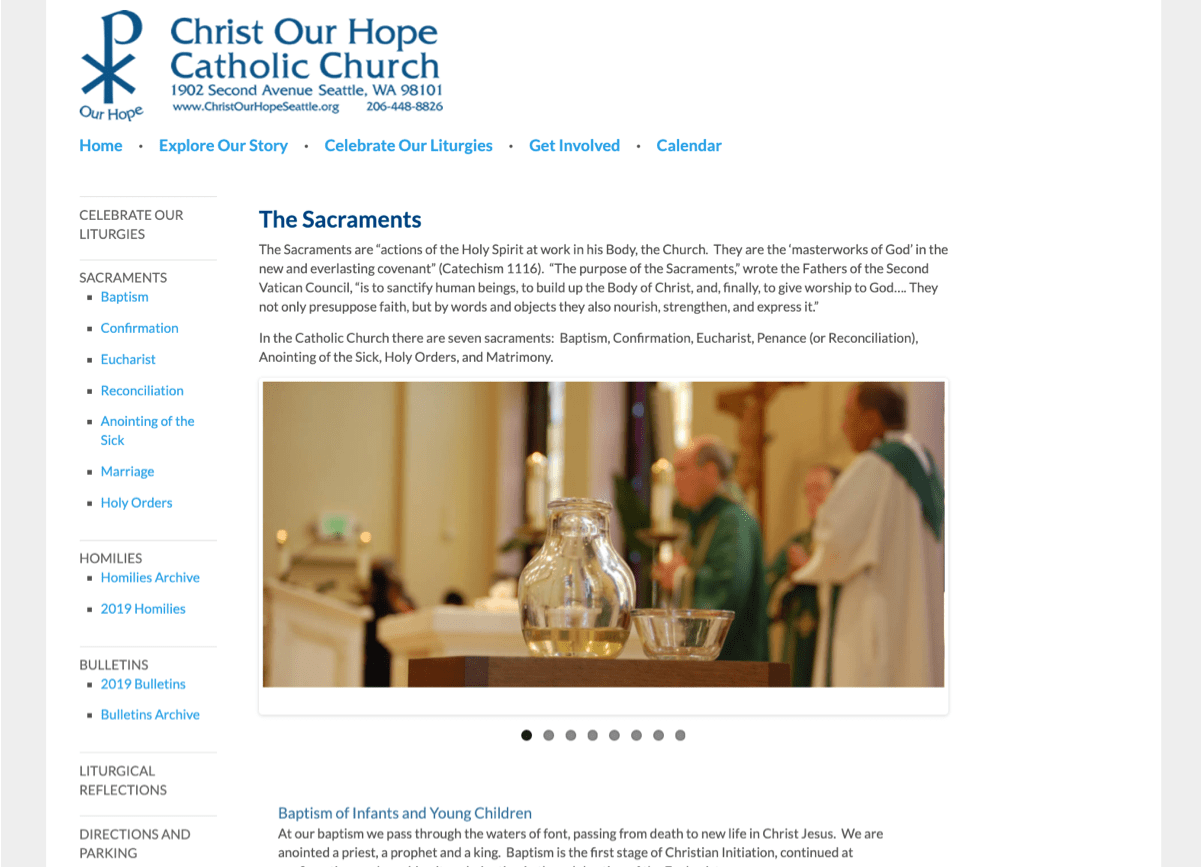 Our Hope
Christ Our Hope
Catholic Church
1902 Second Avenue Seattle, WA 98101
www.ChristOurHopeSeattle.org 206-448-8826
Home • Explore Our Story • Celebrate Our Liturgies • Get Involved • Calendar
CELEBRATE OUR
LITURGIES
SACRAMENTS
Baptism
Confirmation
Eucharist
Reconciliation
Anointing of the
Sick
Marriage
Holy Orders
HOMILIES
Homilies Archive
2019 Homilies
BULLETINS
2019 Bulletins
Bulletins Archive
LITURGICAL
REFLECTIONS
DIRECTIONS AND
PARKING
The Sacraments
The Sacraments are “actions of the Holy Spirit at work in his Body, the Church. They are the ‘masterworks of God’ in the
new and everlasting covenant” (Catechism 1116). “The purpose of the Sacraments,” wrote the Fathers of the Second
Vatican Council, “is to sanctify human beings, to build up the Body of Christ, and, finally, to give worship to God…. They
not only presuppose faith, but by words and objects they also nourish, strengthen, and express it.”
In the Catholic Church there are seven sacraments: Baptism, Confirmation, Eucharist, Penance (or Reconciliation),
Anointing of the Sick, Holy Orders, and Matrimony.
Baptism of Infants and Young Children
At our baptism we pass through the waters of font, passing from death to new life in Christ Jesus. We are
anointed a priest, a prophet and a king. Baptism is the first stage of Christian Initiation, continued at